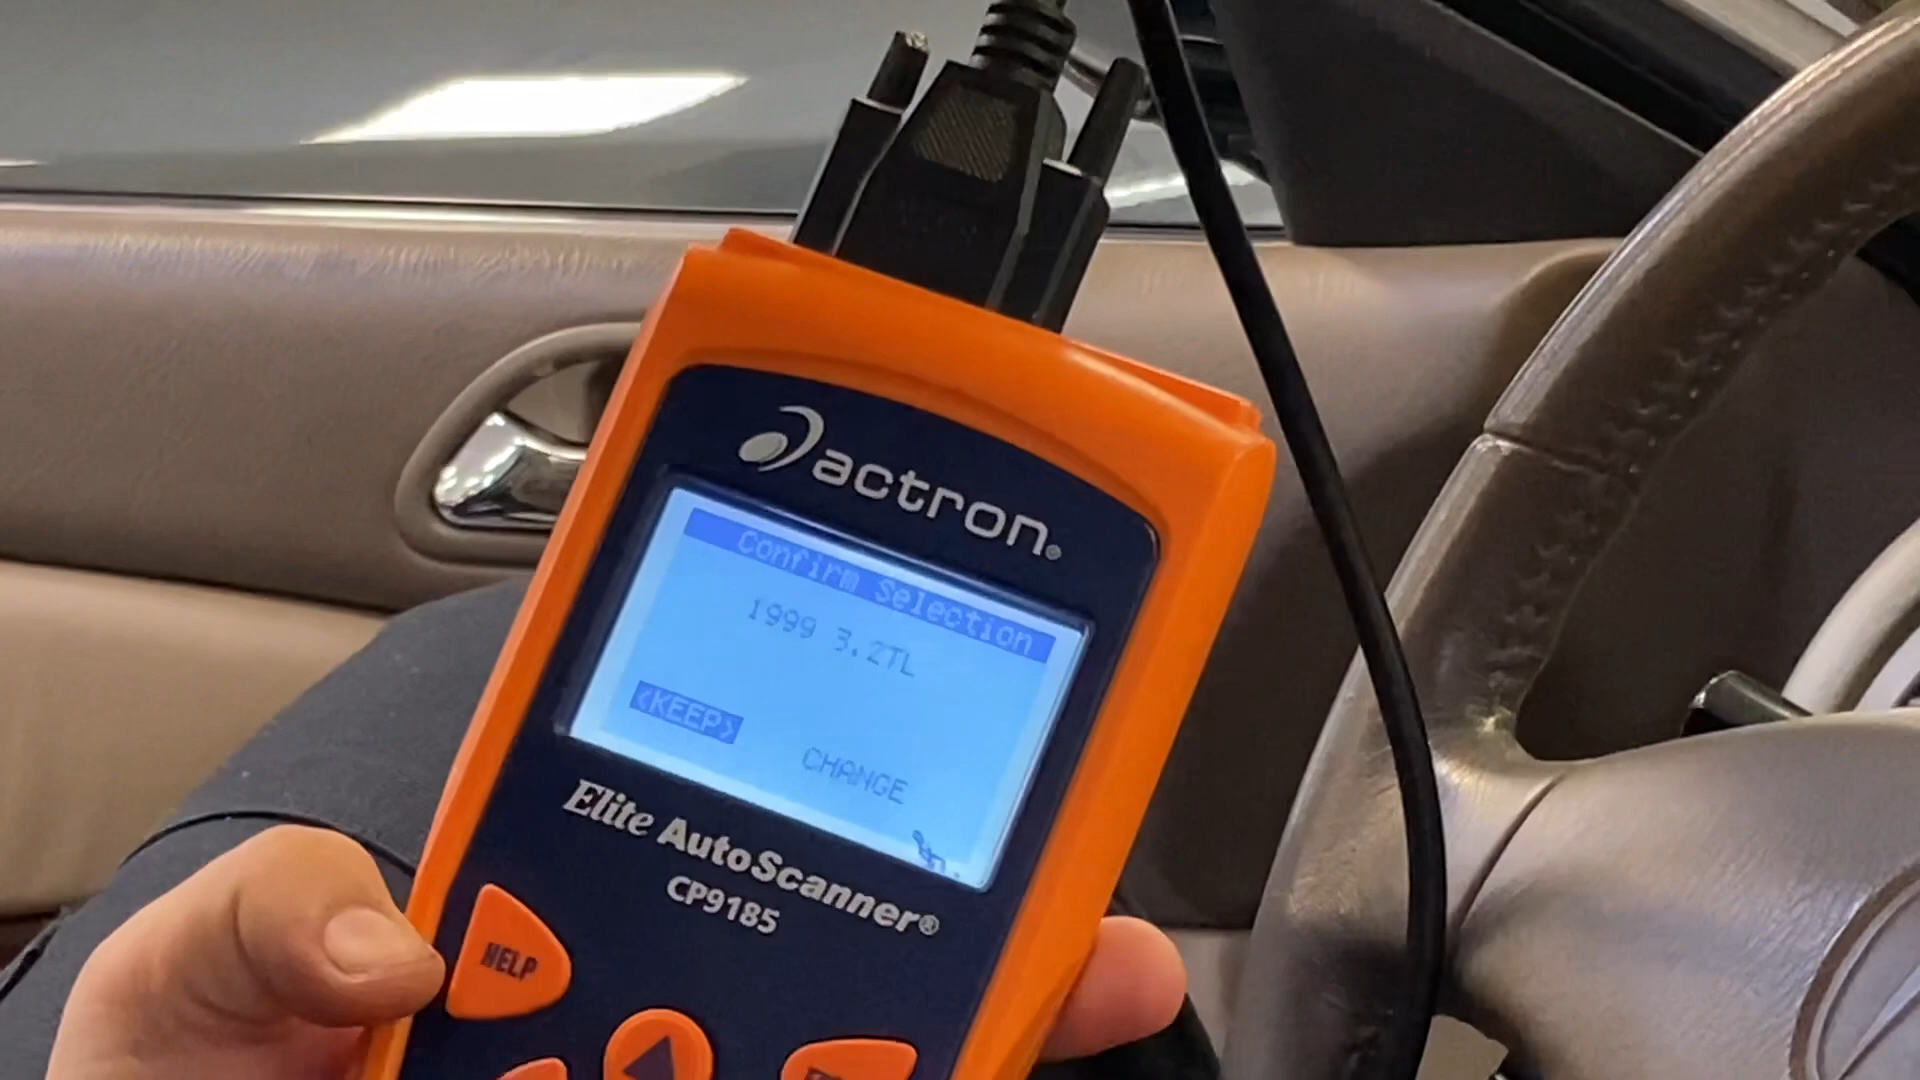 actron®
Confirm Selection
1999 3.2TL
<KEEP>
CHANGE
Elite AutoScanner®
CP9185
HELP